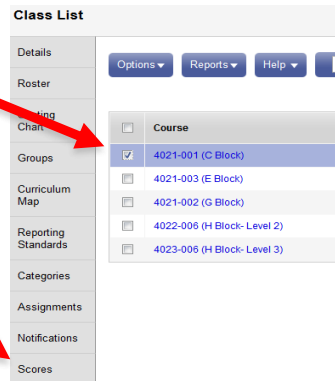 Class List
Details
Roster
Chart
Groups
Curriculum
Map
Reporting
Standards
Categories
Assignments
Notifications
Scores
Options Reports Help
Course
4021-001 (C Block)
4021-003 (E Block)
4021-002 (G Block)
4022-006 (H Block- Level 2)
4023-006 (H Block- Level 3)